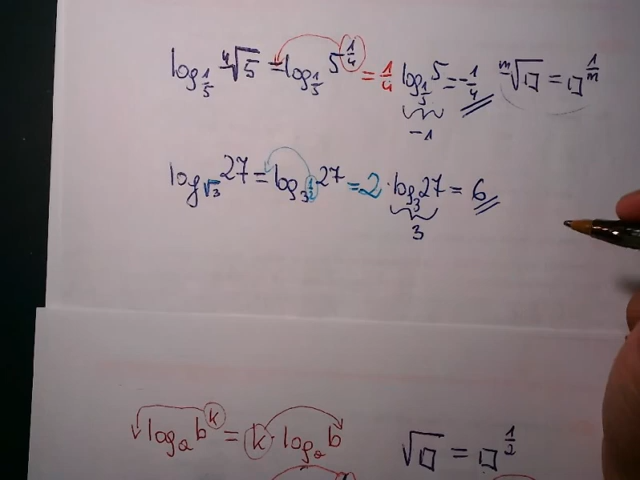 log_{1/5} ⁴√5 = log_{1/5} 5^{1/4} = 1/4 log_{1/5} 5 = -1/4 ᵐ√□ = □^{1/m}
-1
log_{√3} 27 = log_{3^{1/2}} 27 = 2 · log_3 27 = 6
3
log_a b^k = k · log_a b √□ = □^{1/2}